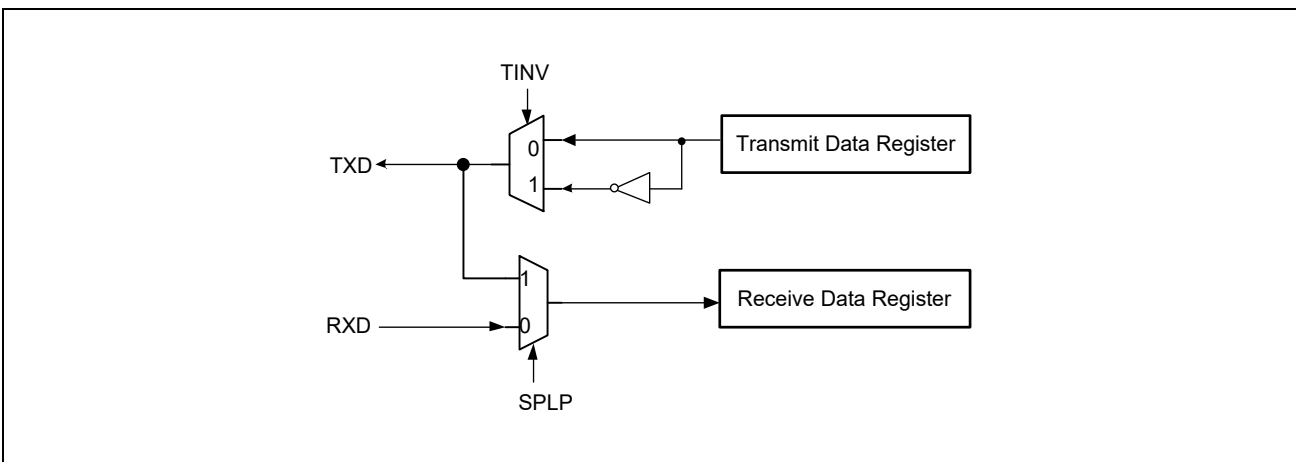 TINV
0
Transmit Data Register
TXD
1
1
Receive Data Register
RXD
0
SPLP